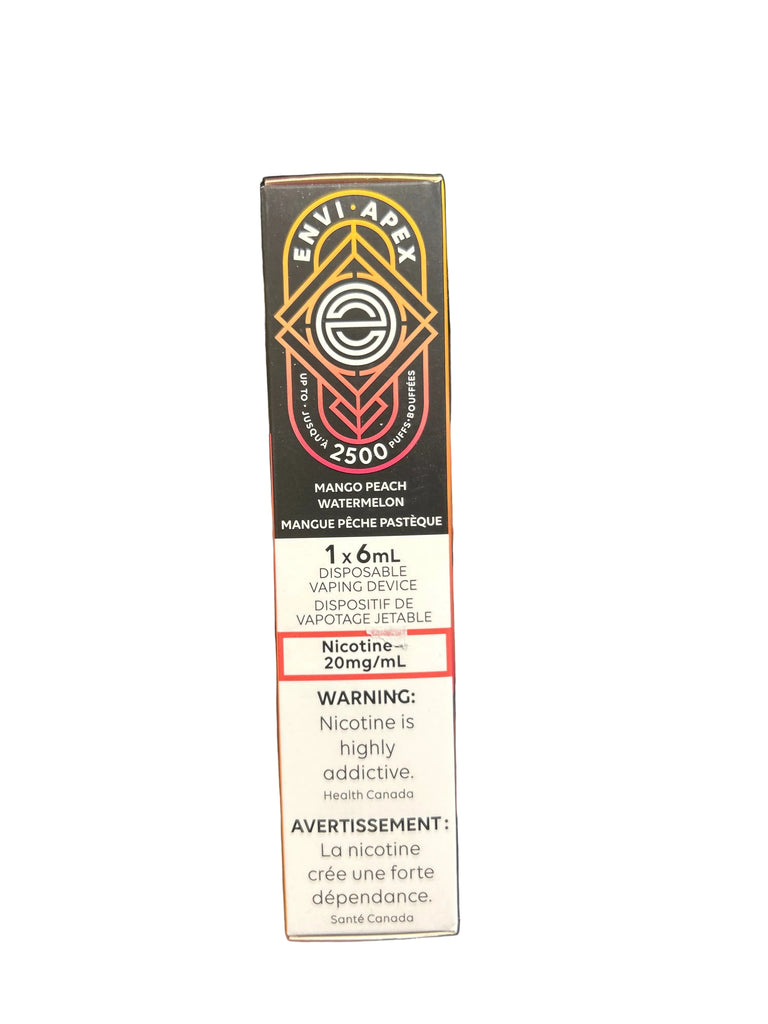 ENVI·APEX
UP TO · JUSQU'À 2500 PUFFS·BOUFFÉES
MANGO PEACH
WATERMELON
MANGUE PÊCHE PASTÈQUE
1 x 6mL
DISPOSABLE
VAPING DEVICE
DISPOSITIF DE
VAPOTAGE JETABLE
Nicotine
20mg/mL
WARNING:
Nicotine is
highly
addictive.
Health Canada
AVERTISSEMENT:
La nicotine
crée une forte
dépendance.
Santé Canada